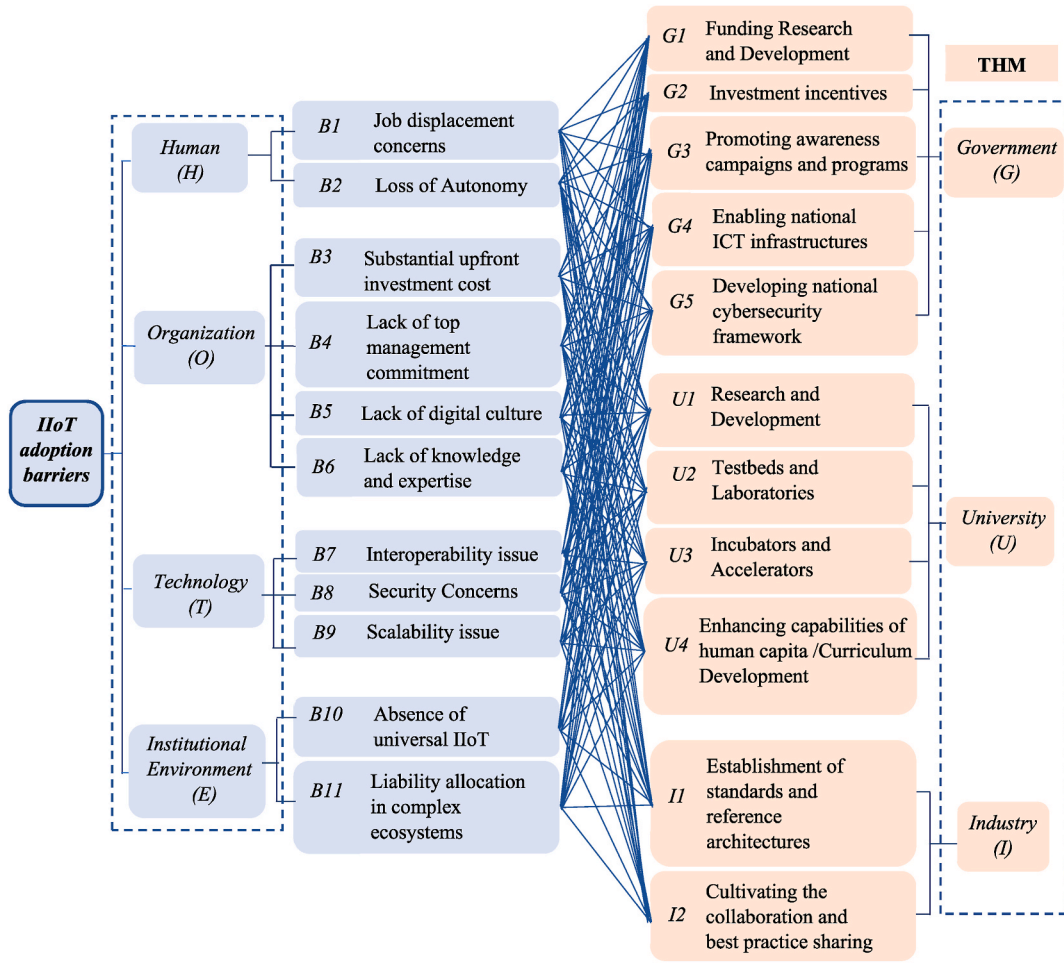 IIoT
adoption
barriers
Human
(H)
Organization
(O)
Technology
(T)
Institutional
Environment
(E)
B1 Job displacement
concerns
B2 Loss of Autonomy
B3 Substantial upfront
investment cost
B4 Lack of top
management
commitment
B5 Lack of digital culture
B6 Lack of knowledge
and expertise
B7 Interoperability issue
B8 Security Concerns
B9 Scalability issue
B10 Absence of
universal IIoT
B11 Liability allocation
in complex
ecosystems
G1 Funding Research
and Development
G2 Investment incentives
G3 Promoting awareness
campaigns and programs
G4 Enabling national
ICT infrastructures
G5 Developing national
cybersecurity
framework
U1 Research and
Development
U2 Testbeds and
Laboratories
U3 Incubators and
Accelerators
U4 Enhancing capabilities of
human capita /Curriculum
Development
I1 Establishment of
standards and
reference
architectures
I2 Cultivating the
collaboration and
best practice sharing
THM
Government
(G)
University
(U)
Industry
(I)